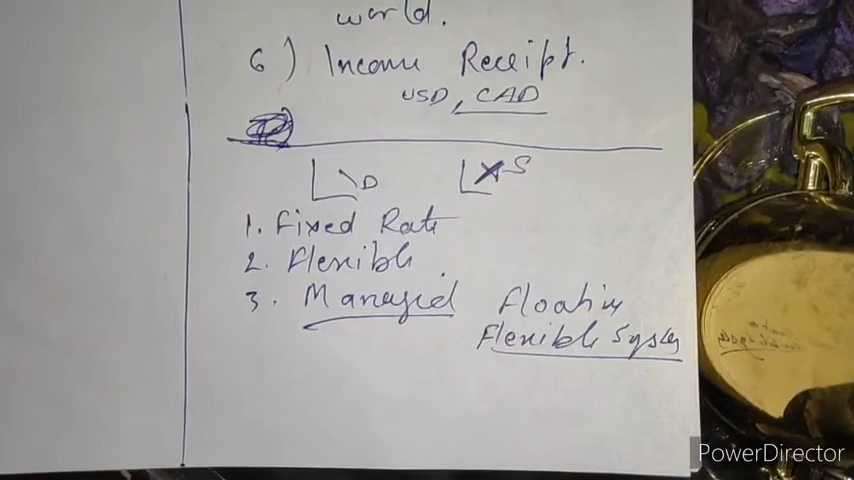 world.
6) Income Receipt.
USD, CAD
D
S
1. Fixed Rate
2. Flexible
3. Managed Floating
Flexible System
PowerDirector